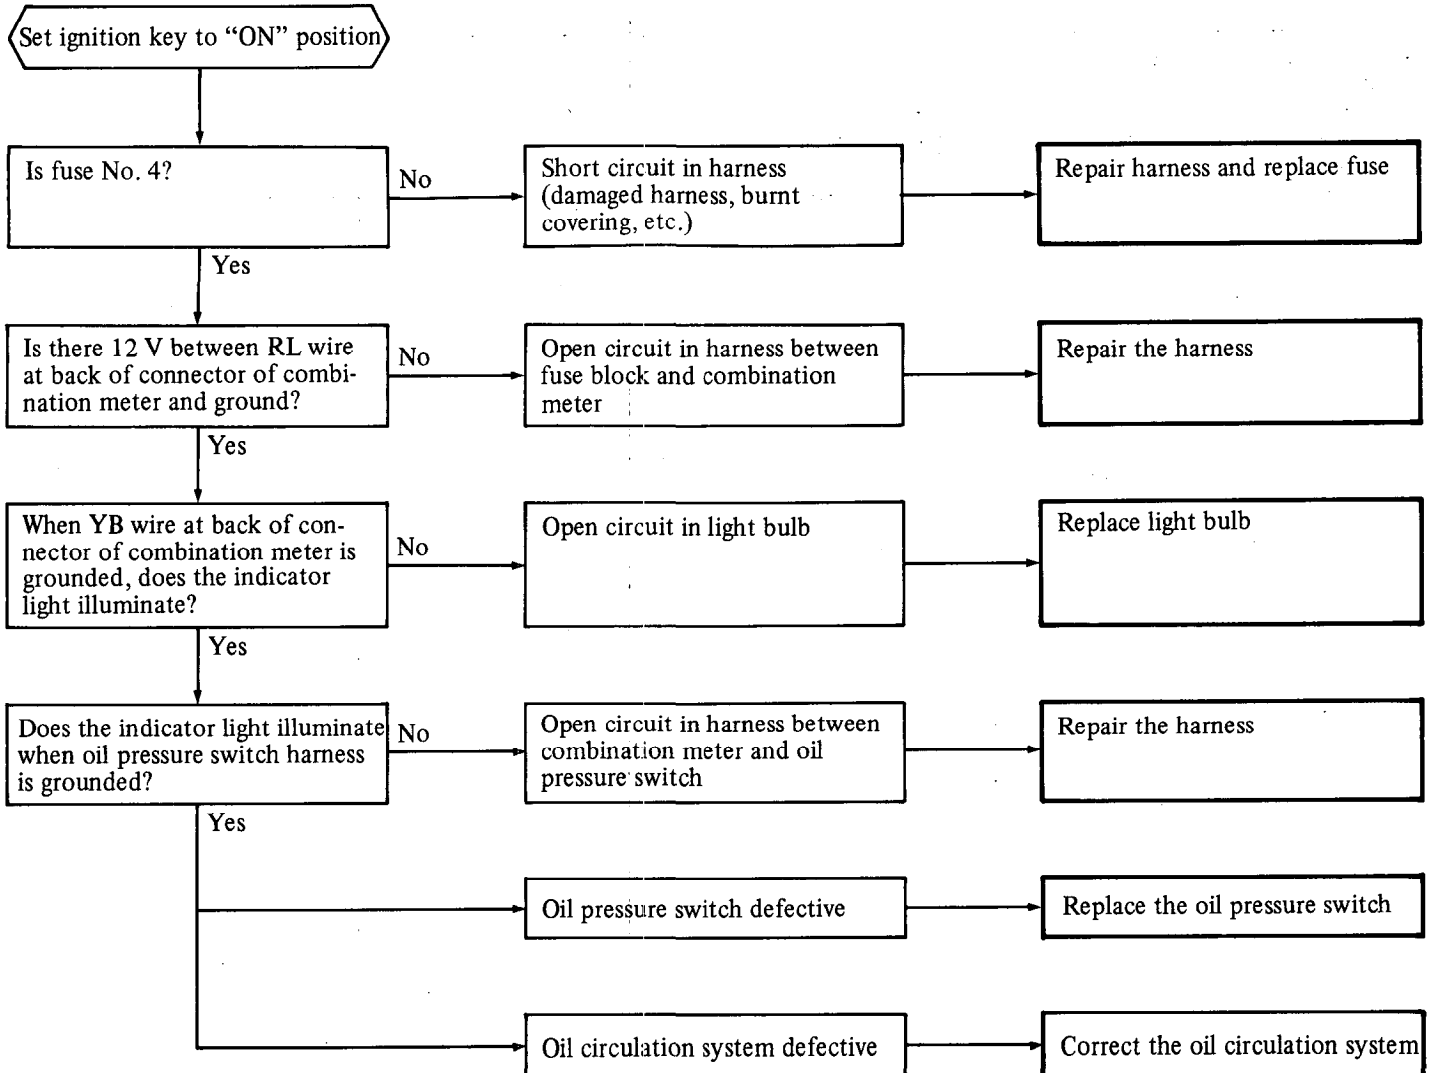 Set ignition key to “ON” position
Is fuse No. 4?
No
Short circuit in harness
(damaged harness, burnt
covering, etc.)
Repair harness and replace fuse
Yes
Is there 12 V between RL wire
at back of connector of combi-
nation meter and ground?
No
Open circuit in harness between
fuse block and combination
meter
Repair the harness
Yes
When YB wire at back of con-
nector of combination meter is
grounded, does the indicator
light illuminate?
No
Open circuit in light bulb
Replace light bulb
Yes
Does the indicator light illuminate
when oil pressure switch harness
is grounded?
No
Open circuit in harness between
combination meter and oil
pressure switch
Repair the harness
Yes
Oil pressure switch defective
Replace the oil pressure switch
Oil circulation system defective
Correct the oil circulation system